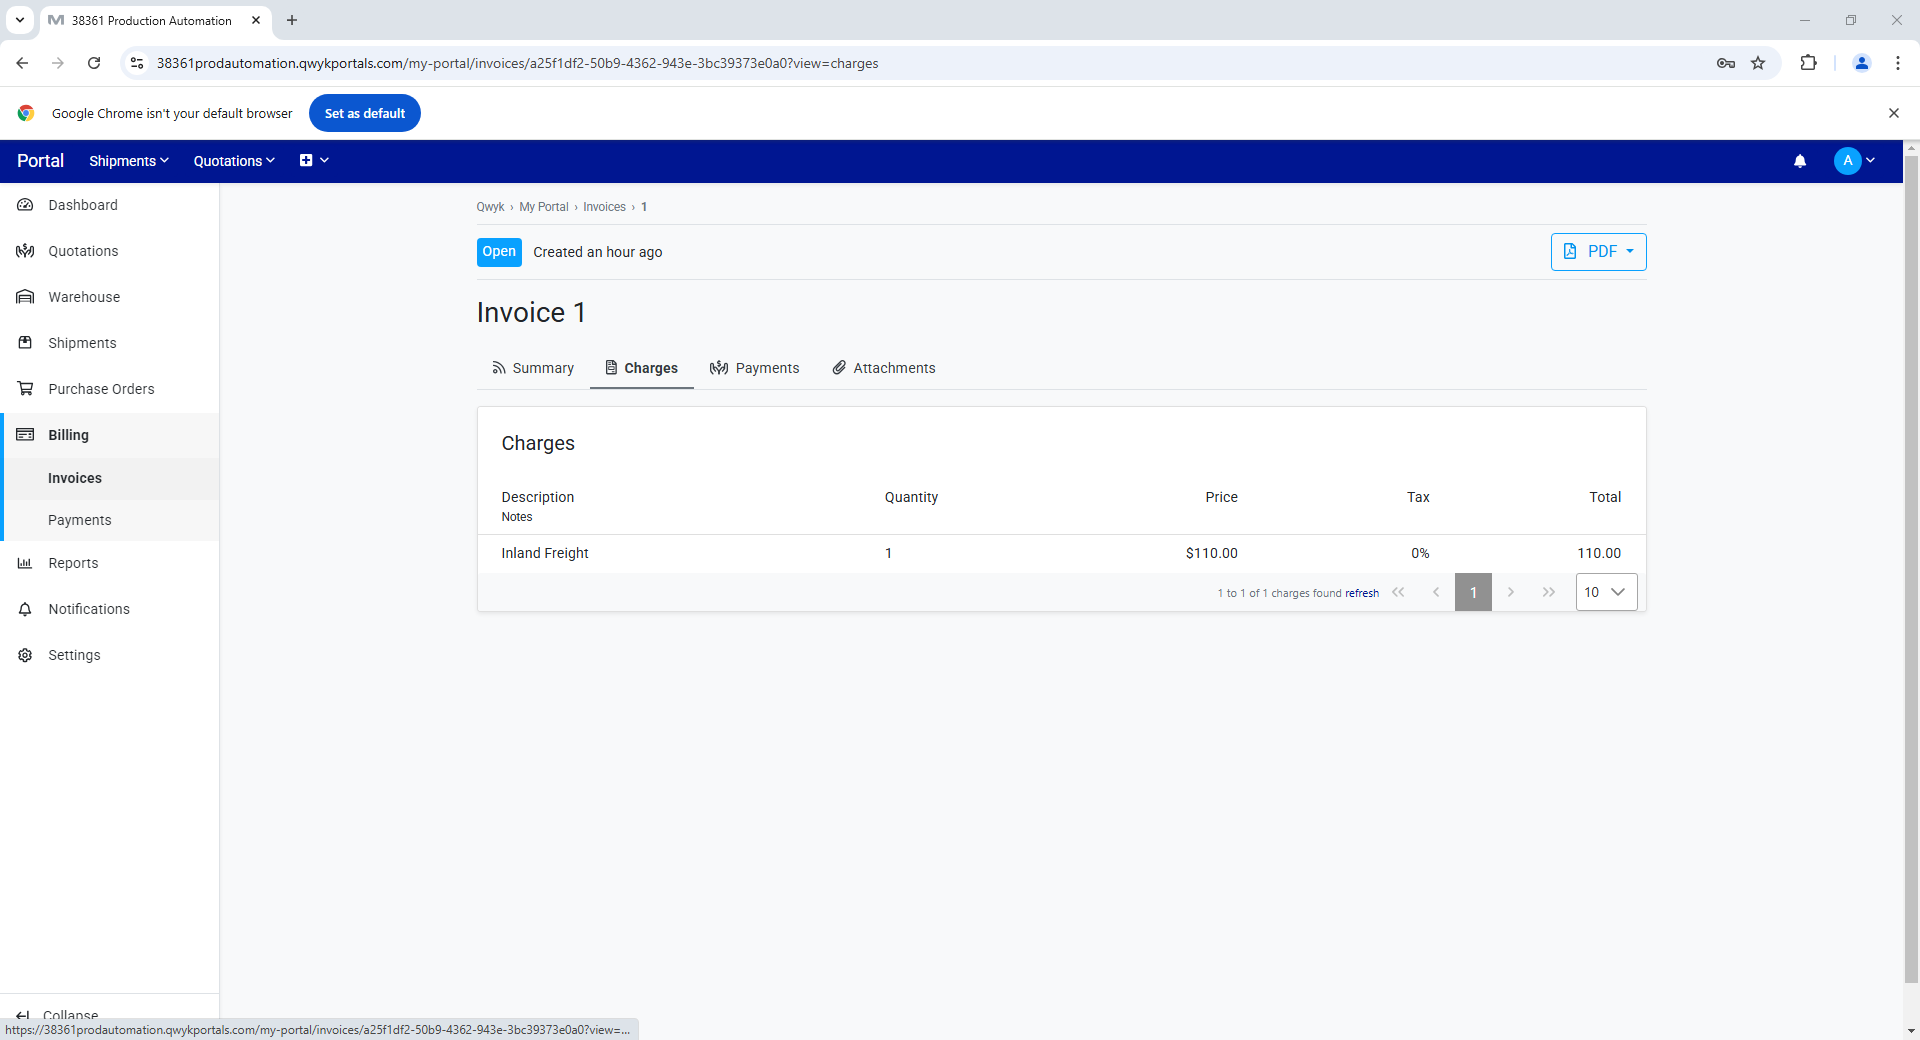 38361 Production Automation
38361prodautomation.qwykportals.com/my-portal/invoices/a25f1df2-50b9-4362-943e-3bc39373e0a0?view=charges
Google Chrome isn't your default browser
Set as default
Portal
Shipments
Quotations
A
Dashboard
Quotations
Warehouse
Shipments
Purchase Orders
Billing
Invoices
Payments
Reports
Notifications
Settings
Collapse
Qwyk › My Portal › Invoices › 1
Open
Created an hour ago
PDF
Invoice 1
Summary
Charges
Payments
Attachments
Charges
Description Quantity Price Tax Total
Notes
Inland Freight 1 $110.00 0% 110.00
1 to 1 of 1 charges found refresh
1
10
https://38361prodautomation.qwykportals.com/my-portal/invoices/a25f1df2-50b9-4362-943e-3bc39373e0a0?view=...